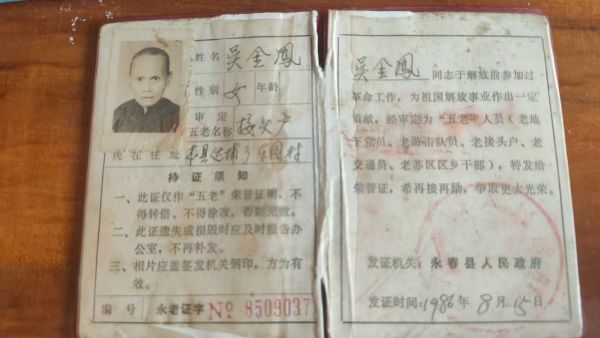 姓名 吴金凤
性别 女 年龄
审定
五老名称 接头户
现在住址 本县达埔乡乐园村
持证须知
一、此证仅作“五老”荣誉证明，不
得转借、不得涂改，否则无效。
二、此证遗失或损毁时应及时报告办
公室，不再补发。
三、相片应盖签发机关钢印，方为有
效。
编号 永老证字 No 8509037
吴金凤 同志于解放前参加过
革命工作，为祖国解放事业作出一定
贡献，经审定为“五老”人员（老地
下党员、老游击队员、老接头户、老
交通员、老苏区区乡干部），特发给
荣誉证，希再接再励，争取更大光荣。
发证机关：永春县人民政府
发证时间：1986年8月15日